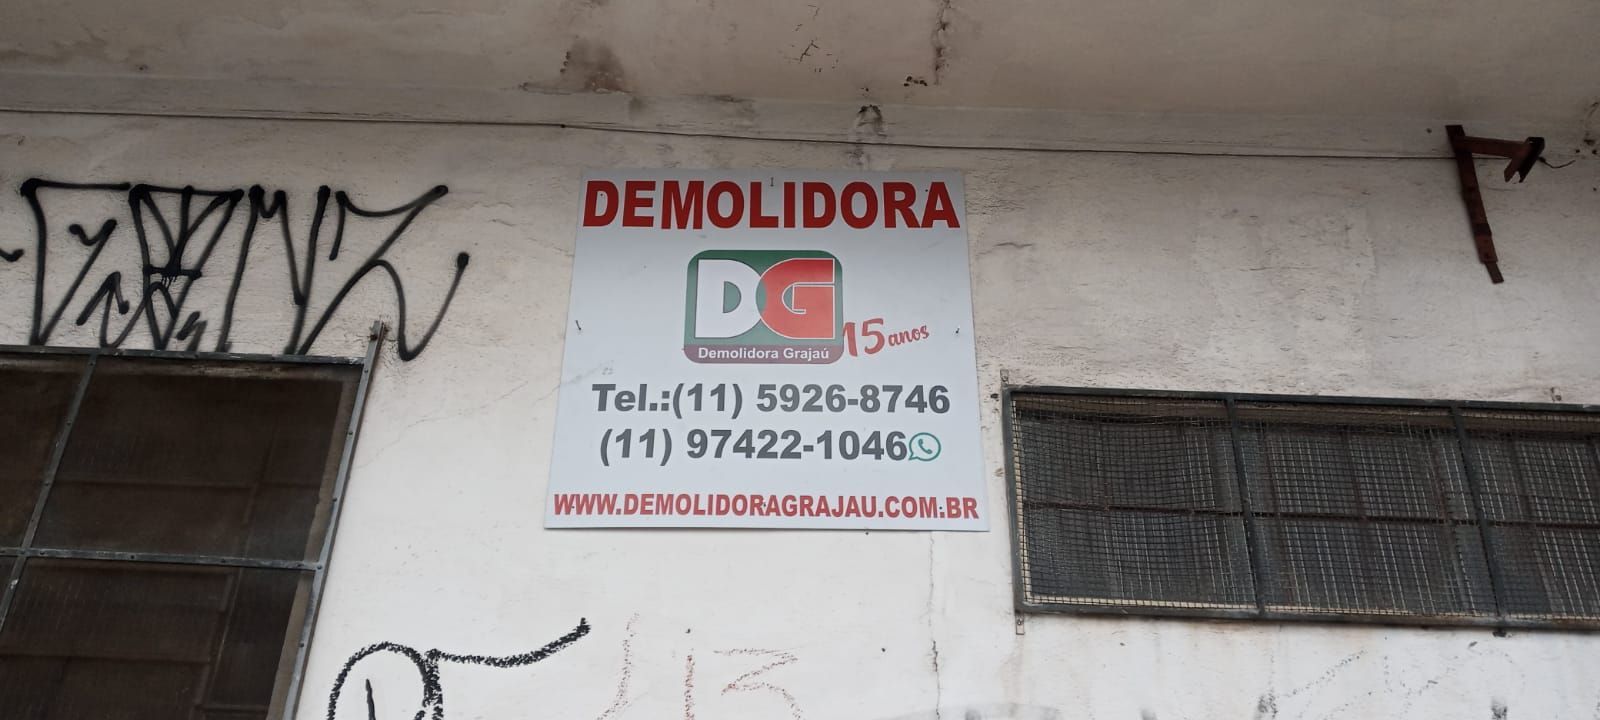 DEMOLIDORA
DG
Demolidora Grajaú
15 anos
Tel.:(11) 5926-8746
(11) 97422-1046
WWW.DEMOLIDORAGRAJAU.COM.BR